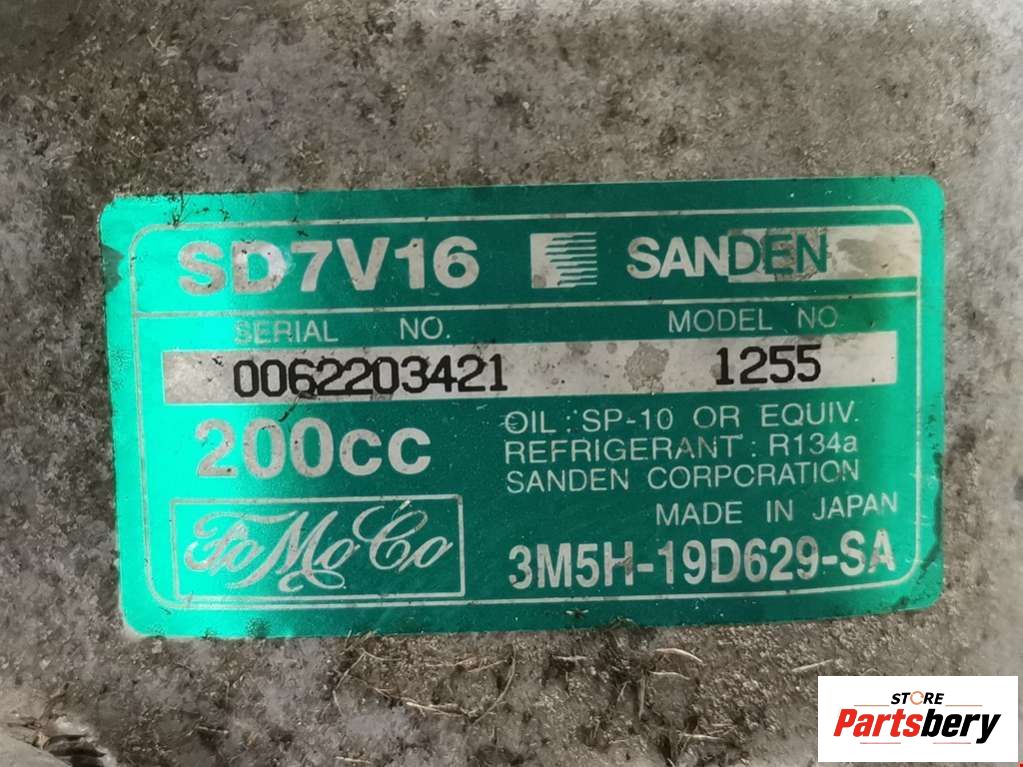 SD7V16 SANDEN
SERIAL NO. MODEL NO
0062203421 1255
200cc
OIL : SP-10 OR EQUIV.
REFRIGERANT : R134a
SANDEN CORPORATION
MADE IN JAPAN
FoMoCo
3M5H-19D629-SA
STORE
Partsbery